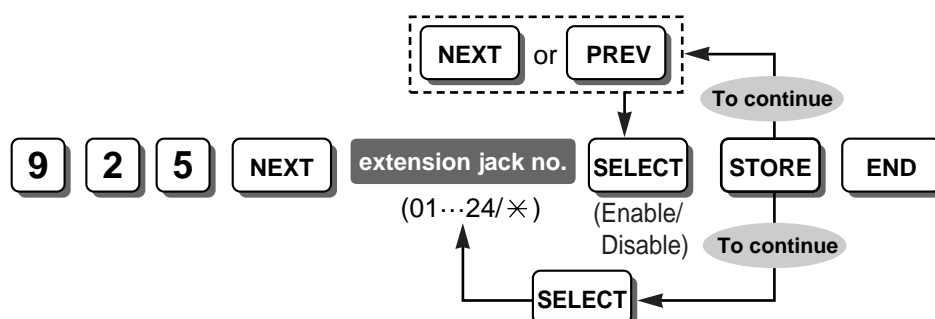 NEXT or PREV
To continue
9 2 5 NEXT extension jack no. SELECT STORE END
(01···24/✳)
(Enable/
Disable)
To continue
SELECT